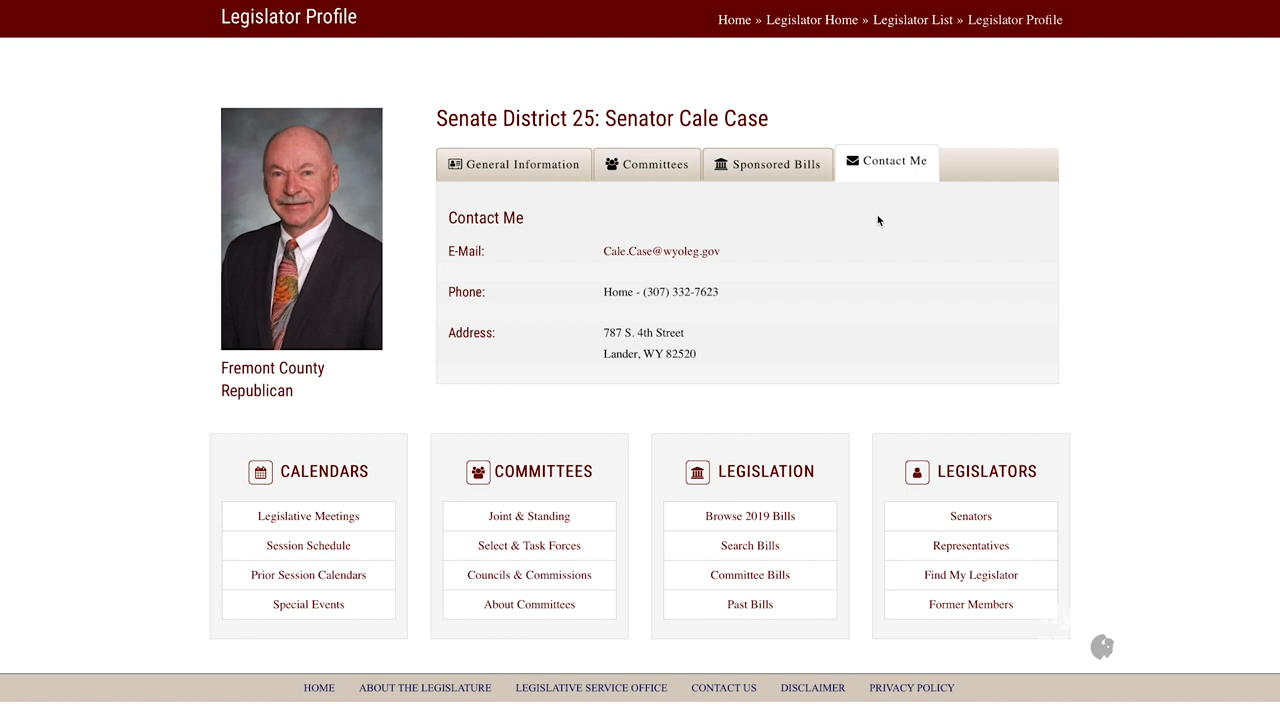 Legislator Profile
Home » Legislator Home » Legislator List » Legislator Profile
Senate District 25: Senator Cale Case
General Information
Committees
Sponsored Bills
Contact Me
Contact Me
E-Mail: Cale.Case@wyoleg.gov
Phone: Home - (307) 332-7623
Address: 787 S. 4th Street
Lander, WY 82520
Fremont County
Republican
CALENDARS
Legislative Meetings
Session Schedule
Prior Session Calendars
Special Events
COMMITTEES
Joint & Standing
Select & Task Forces
Councils & Commissions
About Committees
LEGISLATION
Browse 2019 Bills
Search Bills
Committee Bills
Past Bills
LEGISLATORS
Senators
Representatives
Find My Legislator
Former Members
HOME ABOUT THE LEGISLATURE LEGISLATIVE SERVICE OFFICE CONTACT US DISCLAIMER PRIVACY POLICY